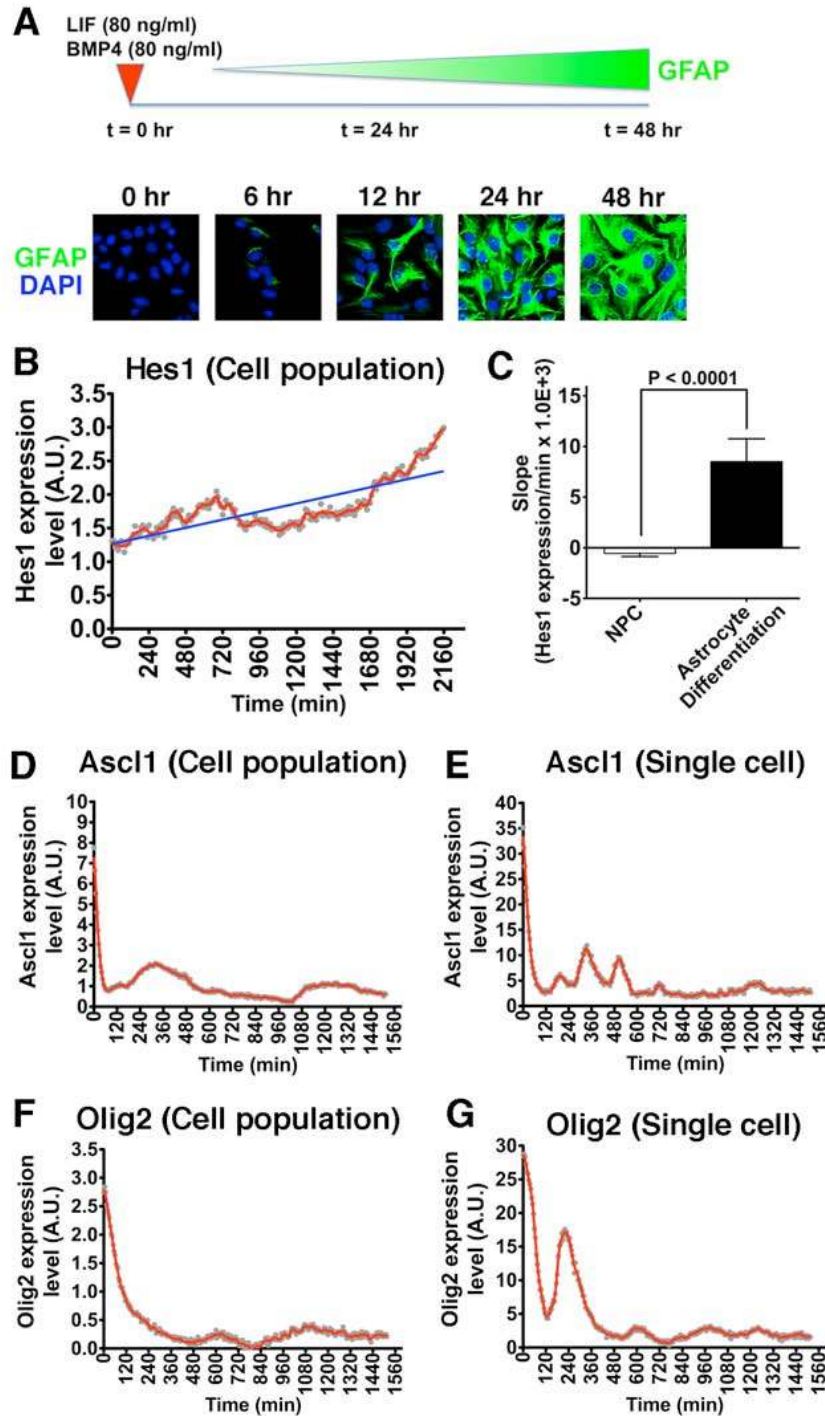 A
LIF (80 ng/ml)
BMP4 (80 ng/ml)
GFAP
t = 0 hr
t = 24 hr
t = 48 hr
0 hr
6 hr
12 hr
24 hr
48 hr
GFAP
DAPI
B
Hes1 (Cell population)
Hes1 expression
level (A.U.)
3.5
3.0
2.5
2.0
1.5
1.0
0.5
0.0
0
240
480
720
960
1200
1440
1680
1920
2160
Time (min)
C
P < 0.0001
Slope
(Hes1 expression/min x 1.0E+3)
15
10
5
0
-5
NPC
Astrocyte
Differentiation
D
Ascl1 (Cell population)
Ascl1 expression
level (A.U.)
10
9
8
7
6
5
4
3
2
1
0
0
120
240
360
480
600
720
840
960
1080
1200
1320
1440
1560
Time (min)
E
Ascl1 (Single cell)
Ascl1 expression
level (A.U.)
40
35
30
25
20
15
10
5
0
0
120
240
360
480
600
720
840
960
1080
1200
1320
1440
1560
Time (min)
F
Olig2 (Cell population)
Olig2 expression
level (A.U.)
3.5
3.0
2.5
2.0
1.5
1.0
0.5
0.0
0
120
240
360
480
600
720
840
960
1080
1200
1320
1440
1560
Time (min)
G
Olig2 (Single cell)
Olig2 expression
level (A.U.)
30
25
20
15
10
5
0
0
120
240
360
480
600
720
840
960
1080
1200
1320
1440
1560
Time (min)